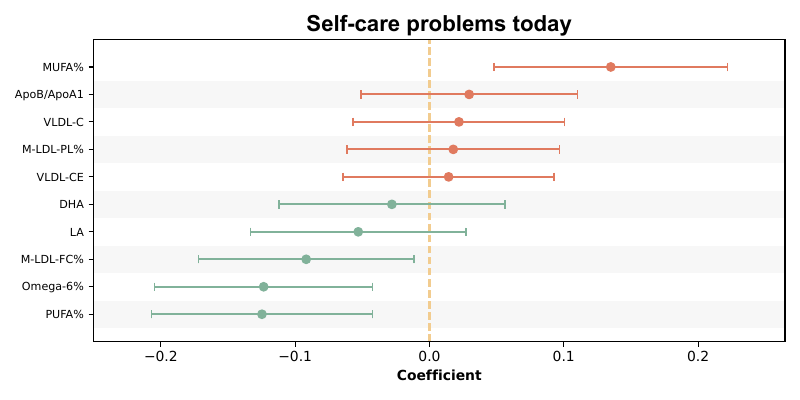 Self-care problems today
MUFA%
ApoB/ApoA1
VLDL-C
M-LDL-PL%
VLDL-CE
DHA
LA
M-LDL-FC%
Omega-6%
PUFA%
−0.2 −0.1 0.0 0.1 0.2
Coefficient